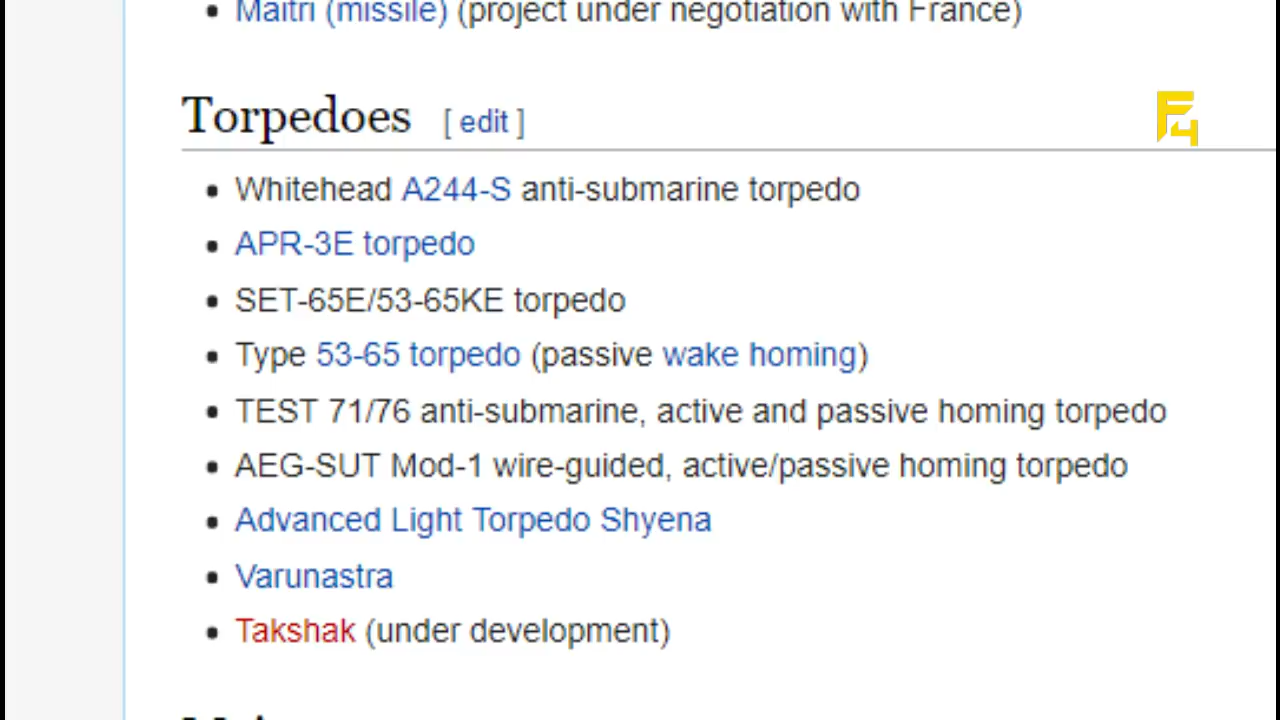 Maitri (missile) (project under negotiation with France)
Torpedoes [ edit ]
F4
Whitehead A244-S anti-submarine torpedo
APR-3E torpedo
SET-65E/53-65KE torpedo
Type 53-65 torpedo (passive wake homing)
TEST 71/76 anti-submarine, active and passive homing torpedo
AEG-SUT Mod-1 wire-guided, active/passive homing torpedo
Advanced Light Torpedo Shyena
Varunastra
Takshak (under development)